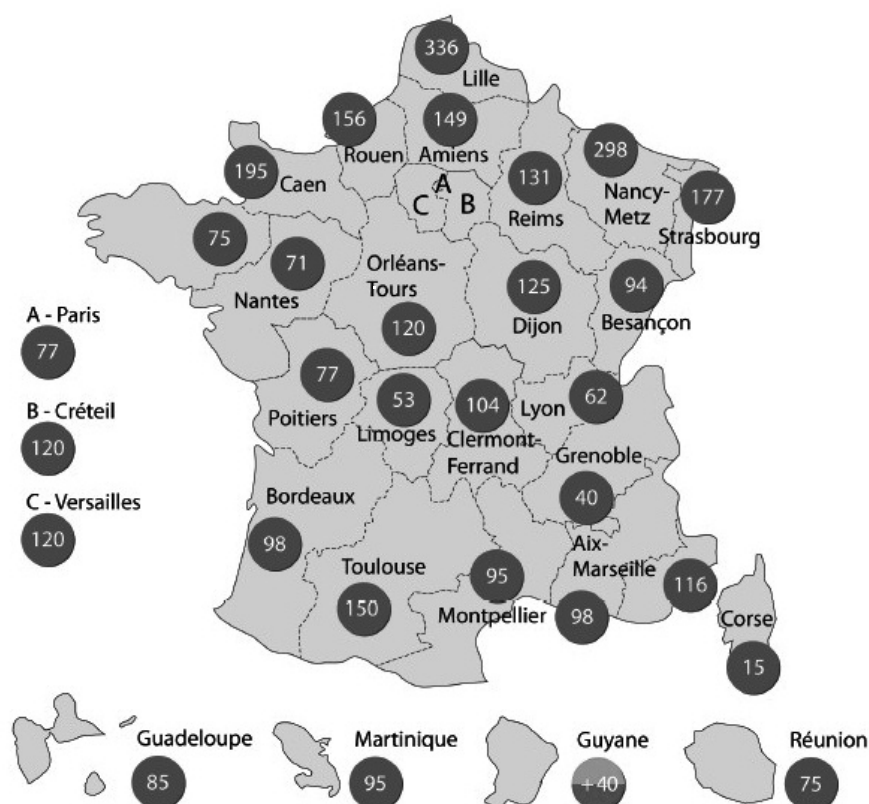 336
Lille
156
149
Rouen
Amiens
298
195
Caen
131
Nancy-
Metz
177
A
B
C
Reims
Strasbourg
75
71
Nantes
Orléans-
Tours
125
94
Dijon
Besançon
120
A - Paris
77
77
Poitiers
53
Limoges
104
Clermont-
Ferrand
Lyon
62
B - Créteil
120
Grenoble
40
C - Versailles
120
Bordeaux
98
Aix-
Marseille
Toulouse
150
95
Montpellier
116
98
Corse
15
Guadeloupe
85
Martinique
95
Guyane
+40
Réunion
75